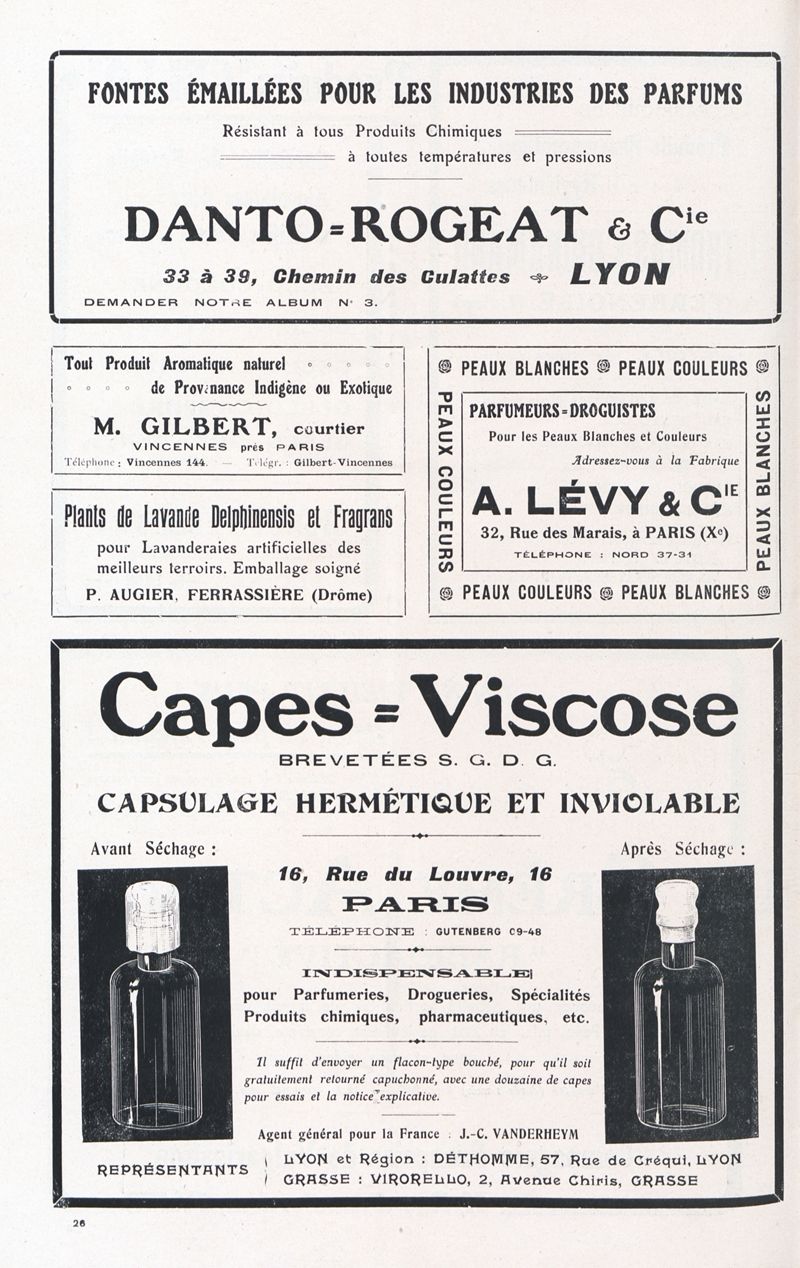 FONTES ÉMAILLÉES POUR LES INDUSTRIES DES PARFUMS
Résistant à tous Produits Chimiques
à toutes températures et pressions
DANTO=ROGEAT & Cie
33 à 39, Chemin des Culattes LYON
DEMANDER NOTRE ALBUM N° 3.
Tout Produit Aromatique naturel
de Provenance Indigène ou Exotique
M. GILBERT, courtier
VINCENNES près PARIS
Téléphone : Vincennes 144. — Télégr. : Gilbert-Vincennes
Plants de Lavande Delphinensis et Fragrans
pour Lavanderaies artificielles des
meilleurs terroirs. Emballage soigné
P. AUGIER, FERRASSIÈRE (Drôme)
PEAUX BLANCHES PEAUX COULEURS
PEAUX COULEURS
PARFUMEURS=DROGUISTES
Pour les Peaux Blanches et Couleurs
Adressez-vous à la Fabrique
A. LÉVY & CIE
32, Rue des Marais, à PARIS (Xe)
TÉLÉPHONE : NORD 37-31
PEAUX BLANCHES
PEAUX COULEURS PEAUX BLANCHES
Capes=Viscose
BREVETÉES S. G. D. G.
CAPSULAGE HERMÉTIQUE ET INVIOLABLE
Avant Séchage :
Après Séchage :
16, Rue du Louvre, 16
PARIS
TÉLÉPHONE : GUTENBERG 09-48
INDISPENSABLE
pour Parfumeries, Drogueries, Spécialités
Produits chimiques, pharmaceutiques, etc.
Il suffit d'envoyer un flacon-type bouché, pour qu'il soit
gratuitement retourné capuchonné, avec une douzaine de capes
pour essais et la notice explicative.
Agent général pour la France : J.-C. VANDERHEYM
REPRÉSENTANTS
LYON et Région : DÉTHOMME, 57, Rue de Créqui, LYON
GRASSE : VIRORELLO, 2, Avenue Chiris, GRASSE
26